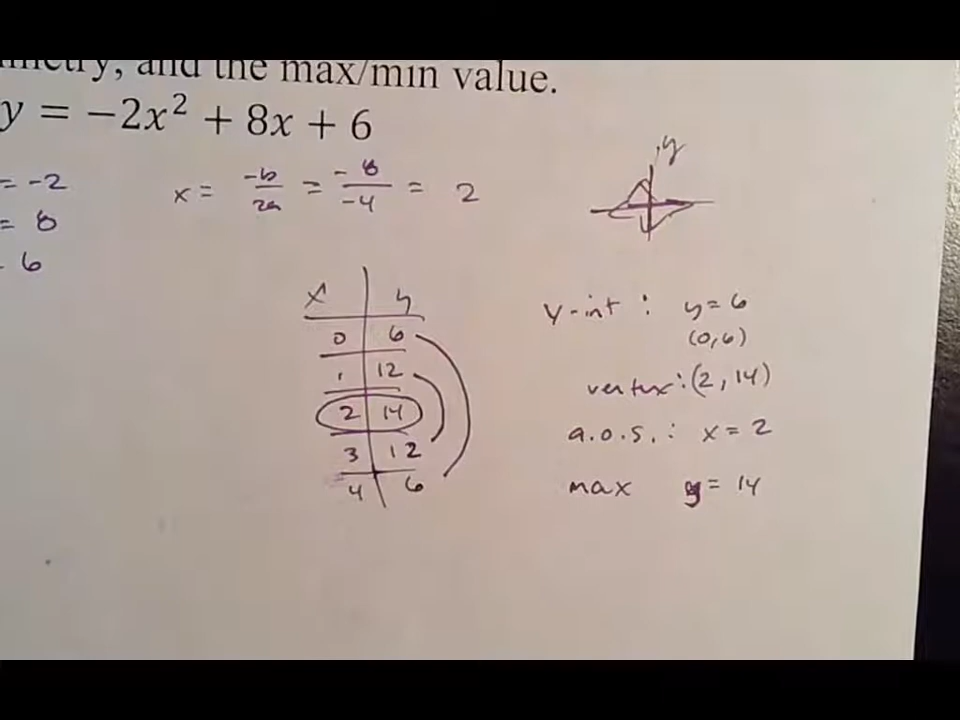 mmetry, and the max/min value.
y = −2x² + 8x + 6
= -2
= 8
- 6
x = -b/2a = -8/-4 = 2
y
x y
0 6
1 12
2 14
3 12
4 6
y-int : y = 6
(0,6)
vertex : (2, 14)
a.o.s. : x = 2
max y = 14